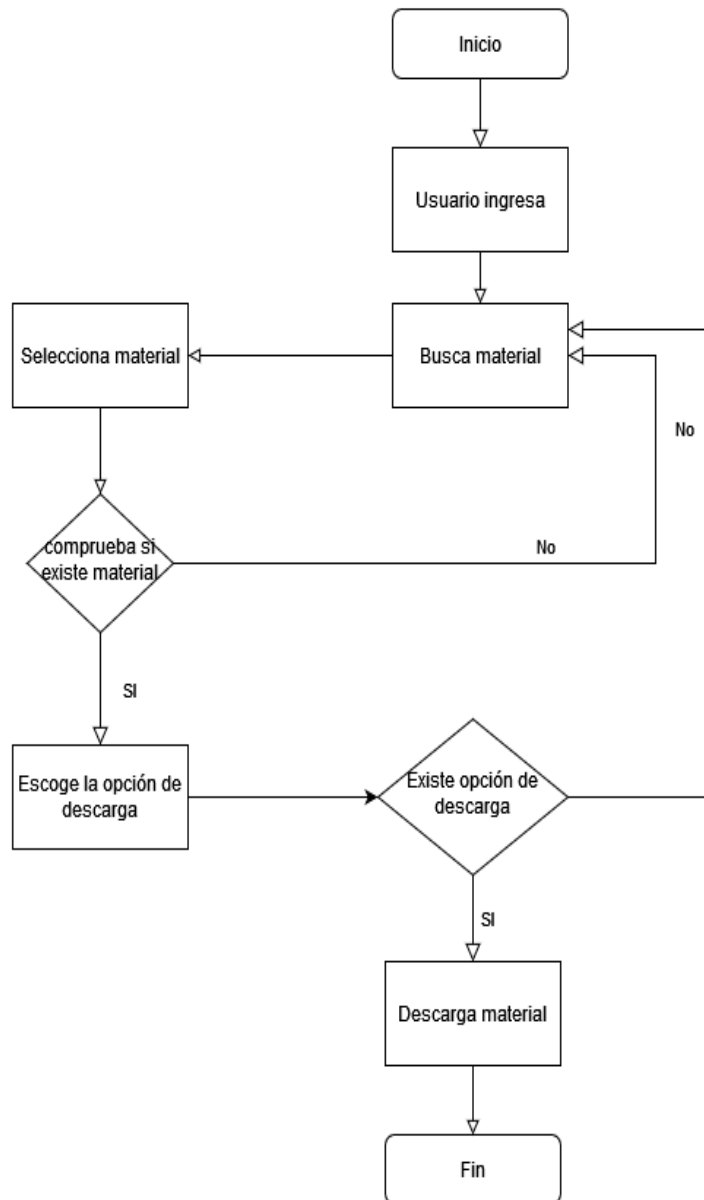 Inicio
Usuario ingresa
Selecciona material
Busca material
No
comprueba si
existe material
No
SI
Escoge la opción de
descarga
Existe opción de
descarga
SI
Descarga material
Fin